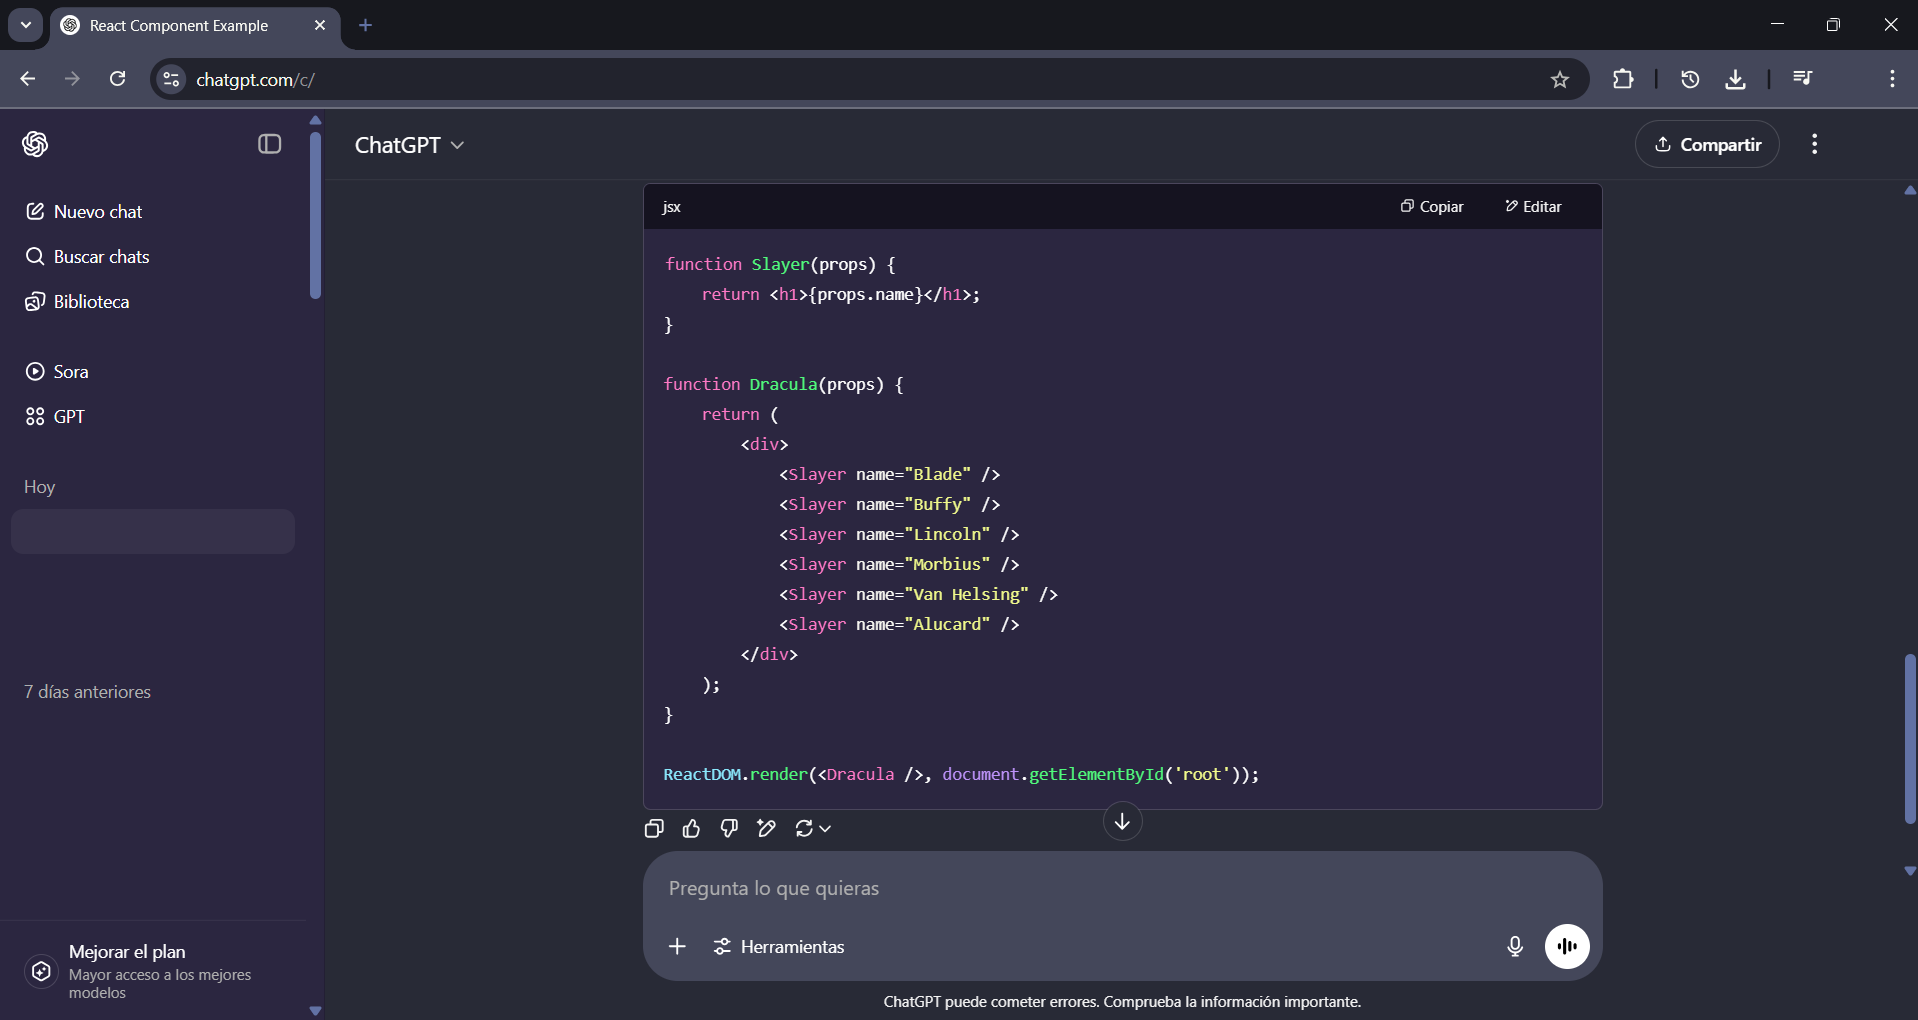 React Component Example
chatgpt.com/c/
Nuevo chat
Buscar chats
Biblioteca
Sora
GPT
Hoy
7 días anteriores
Mejorar el plan
Mayor acceso a los mejores
modelos
ChatGPT
Compartir
jsx
Copiar
Editar
function Slayer(props) {
    return <h1>{props.name}</h1>;
}
function Dracula(props) {
    return (
        <div>
            <Slayer name="Blade" />
            <Slayer name="Buffy" />
            <Slayer name="Lincoln" />
            <Slayer name="Morbius" />
            <Slayer name="Van Helsing" />
            <Slayer name="Alucard" />
        </div>
    );
}
ReactDOM.render(<Dracula />, document.getElementById('root'));
Pregunta lo que quieras
Herramientas
ChatGPT puede cometer errores. Comprueba la información importante.